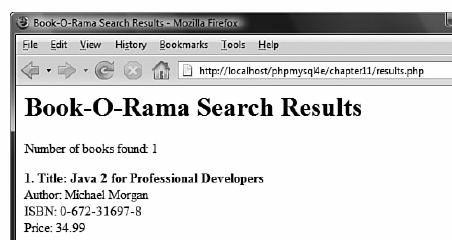 Book-O-Rama Search Results - Mozilla Firefox
File Edit View History Bookmarks Tools Help
http://localhost/phpmysql4e/chapter11/results.php
Book-O-Rama Search Results
Number of books found: 1
1. Title: Java 2 for Professional Developers
Author: Michael Morgan
ISBN: 0-672-31697-8
Price: 34.99